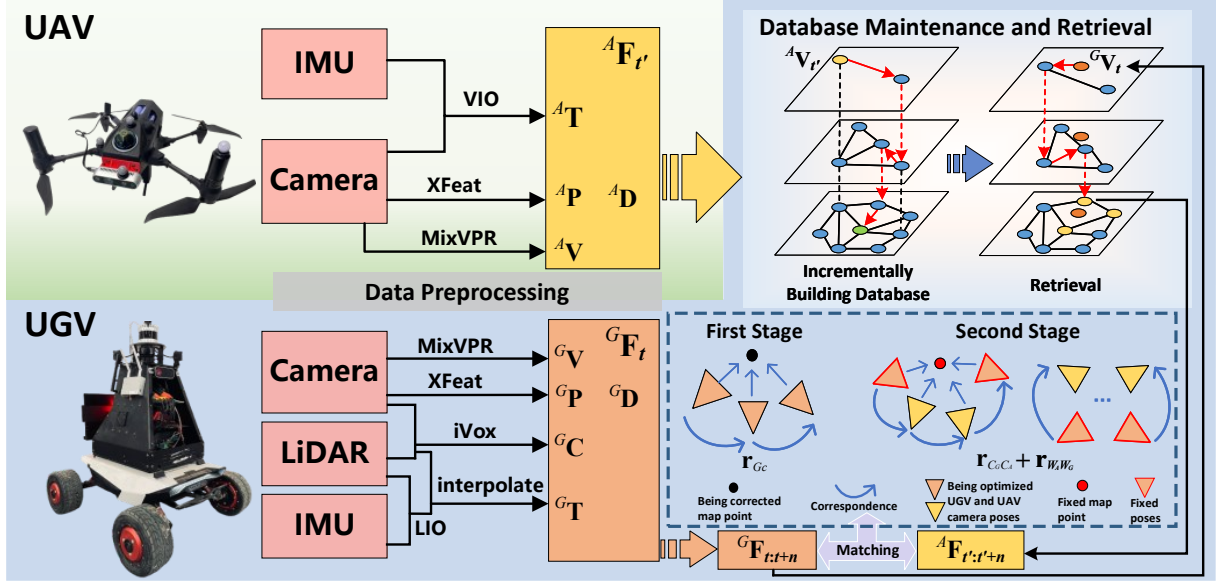 UAV
IMU
Camera
VIO
XFeat
MixVPR
ᴬF_t'
ᴬT
ᴬP
ᴬD
ᴬV
Database Maintenance and Retrieval
ᴬV_t'
ᴳV_t
Incrementally
Building Database
Retrieval
Data Preprocessing
UGV
Camera
LiDAR
IMU
MixVPR
XFeat
iVox
interpolate
LIO
ᴳF_t
ᴳV
ᴳP
ᴳD
ᴳC
ᴳT
First Stage
r_Gc
Being corrected
map point
Second Stage
...
r_C_GC_A + r_W_AW_G
Correspondence
Being optimized
UGV and UAV
camera poses
Fixed map
point
Fixed
poses
ᴳF_t:t+n
Matching
ᴬF_t':t'+n